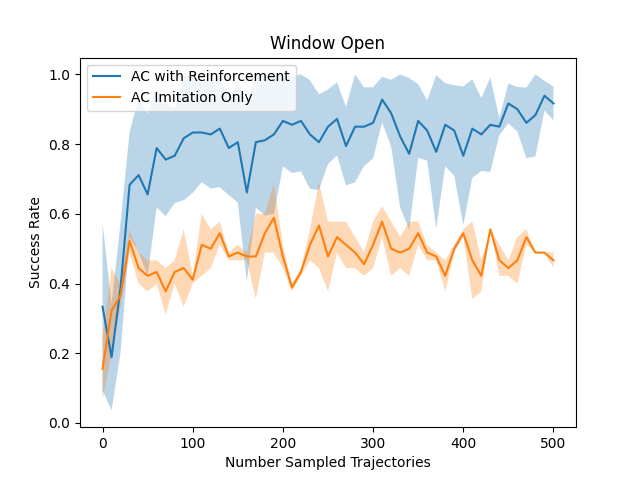 Window Open
AC with Reinforcement
AC Imitation Only
Success Rate
1.0
0.8
0.6
0.4
0.2
0.0
0 100 200 300 400 500
Number Sampled Trajectories